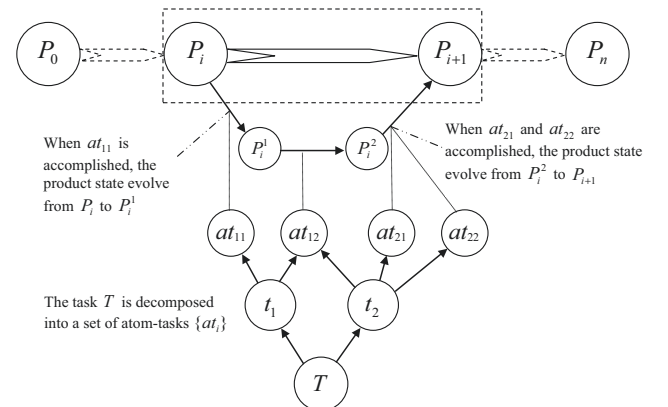 P₀
Pᵢ
Pᵢ₊₁
Pₙ
When at₁₁ is
accomplished, the
product state evolve
from Pᵢ to Pᵢ¹
Pᵢ¹
Pᵢ²
When at₂₁ and at₂₂ are
accomplished, the product state
evolve from Pᵢ² to Pᵢ₊₁
at₁₁
at₁₂
at₂₁
at₂₂
The task T is decomposed
into a set of atom-tasks {atᵢ}
t₁
t₂
T